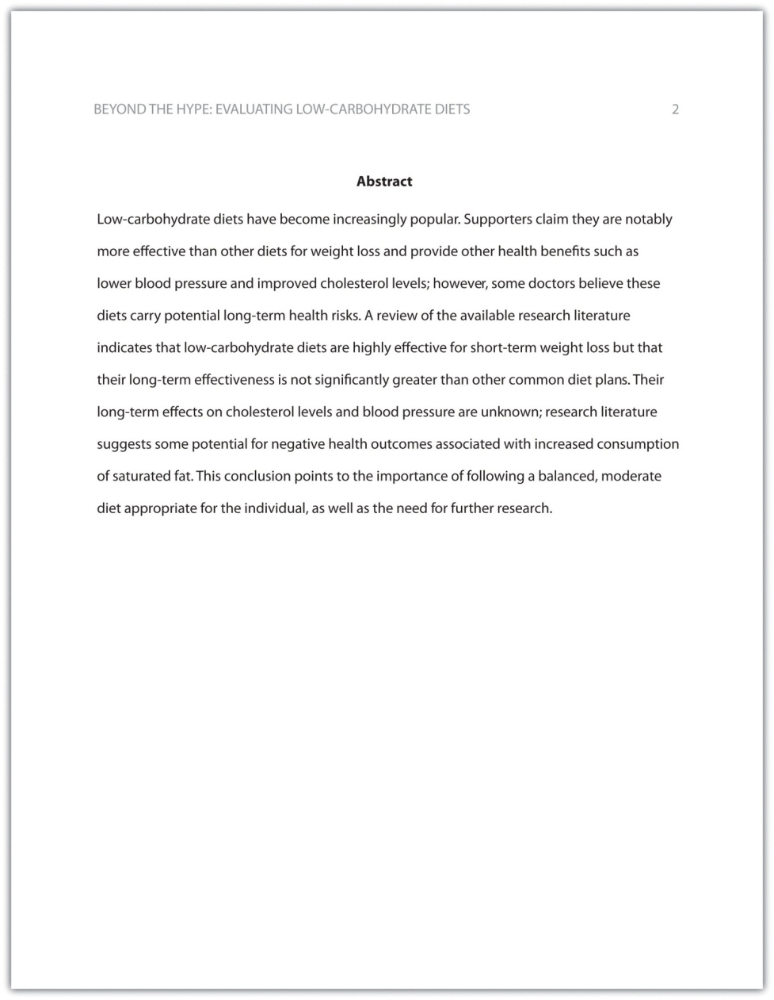 BEYOND THE HYPE: EVALUATING LOW-CARBOHYDRATE DIETS 2
Abstract
Low-carbohydrate diets have become increasingly popular. Supporters claim they are notably
more effective than other diets for weight loss and provide other health benefits such as
lower blood pressure and improved cholesterol levels; however, some doctors believe these
diets carry potential long-term health risks. A review of the available research literature
indicates that low-carbohydrate diets are highly effective for short-term weight loss but that
their long-term effectiveness is not significantly greater than other common diet plans. Their
long-term effects on cholesterol levels and blood pressure are unknown; research literature
suggests some potential for negative health outcomes associated with increased consumption
of saturated fat. This conclusion points to the importance of following a balanced, moderate
diet appropriate for the individual, as well as the need for further research.